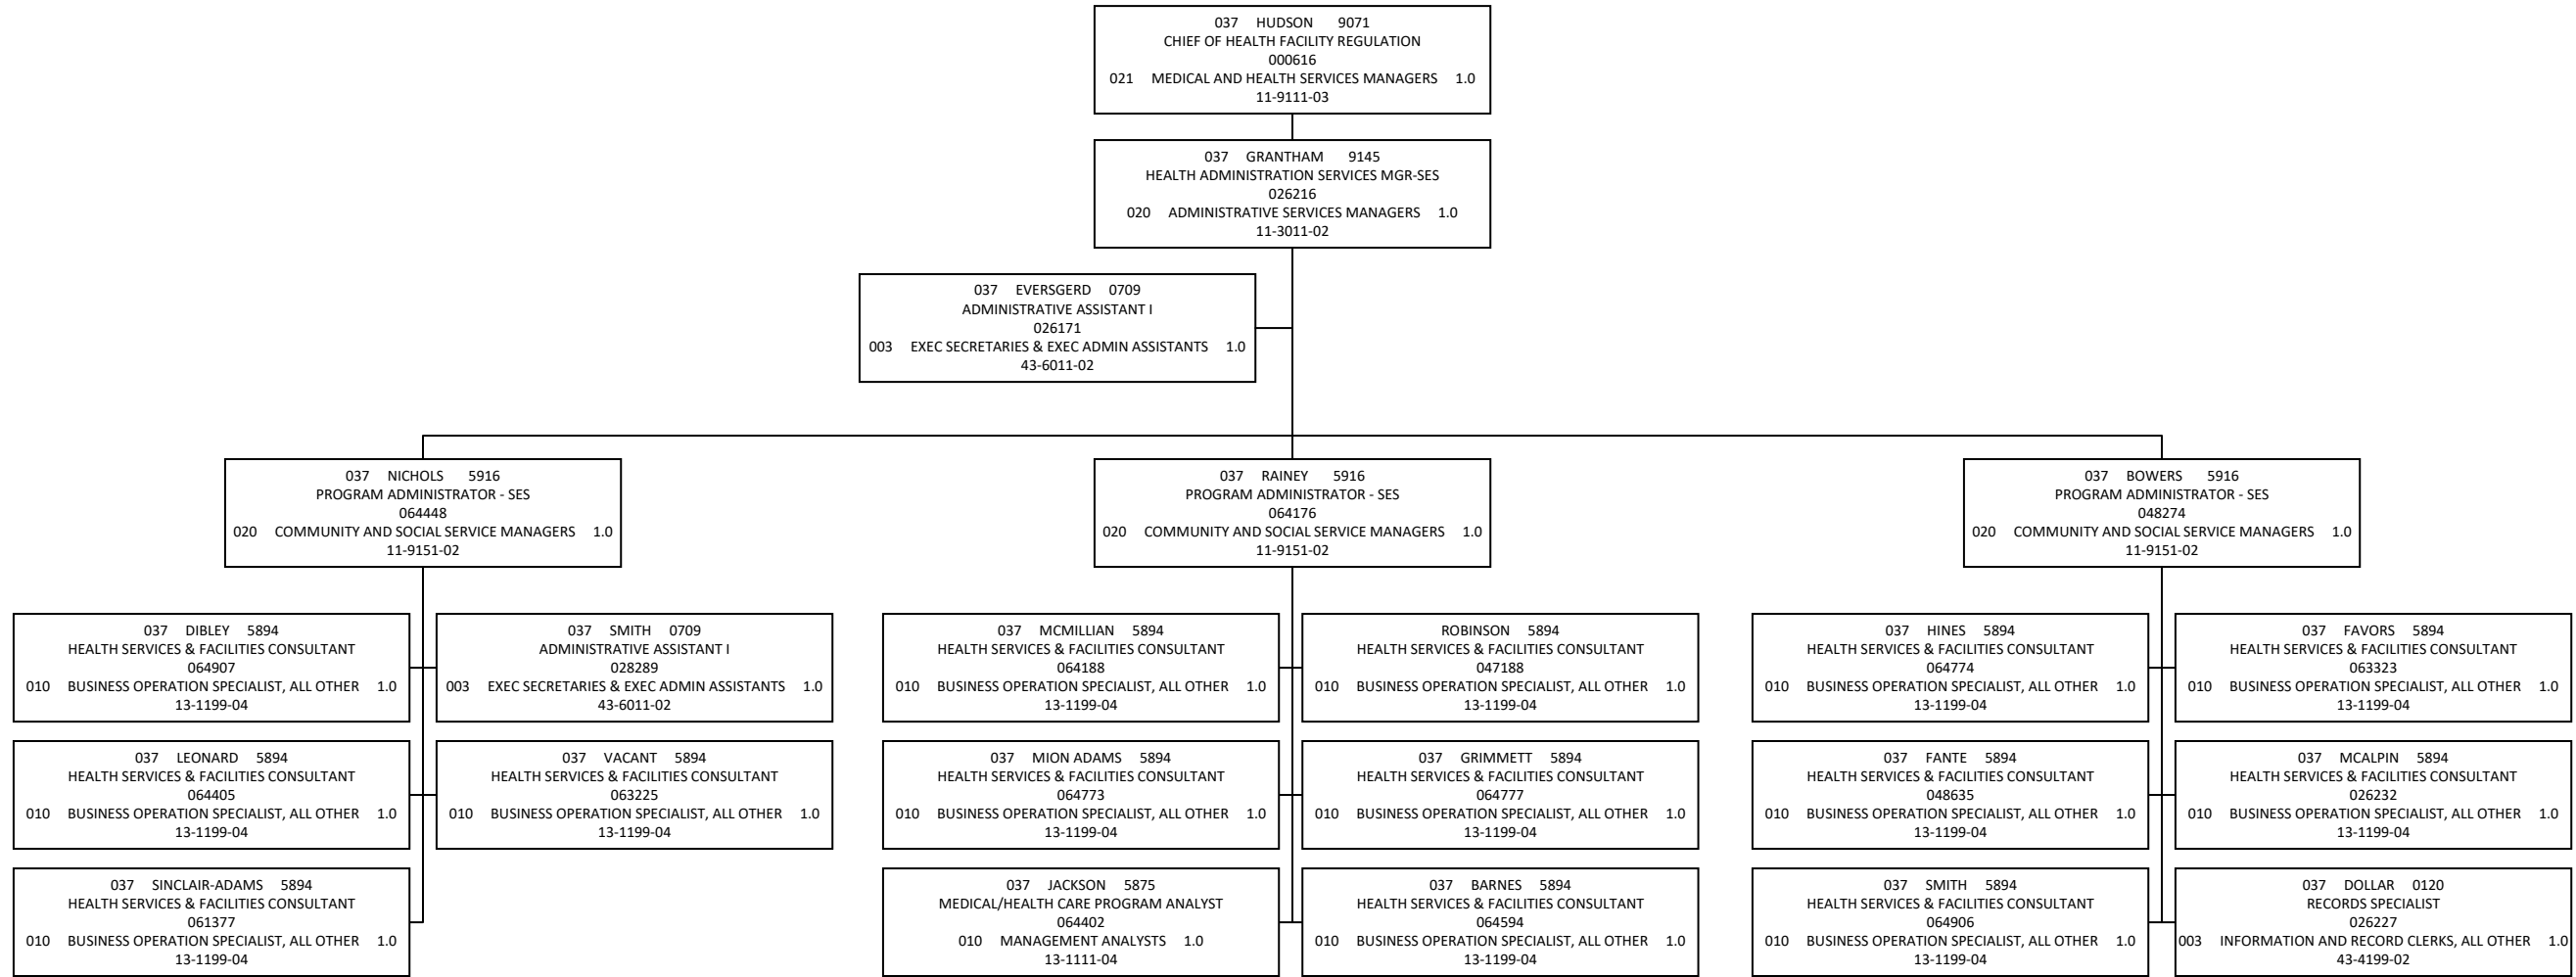 037 HUDSON 9071
CHIEF OF HEALTH FACILITY REGULATION
000616
021 MEDICAL AND HEALTH SERVICES MANAGERS 1.0
11-9111-03
037 GRANTHAM 9145
HEALTH ADMINISTRATION SERVICES MGR-SES
026216
020 ADMINISTRATIVE SERVICES MANAGERS 1.0
11-3011-02
037 EVERSGERD 0709
ADMINISTRATIVE ASSISTANT I
026171
003 EXEC SECRETARIES & EXEC ADMIN ASSISTANTS 1.0
43-6011-02
037 NICHOLS 5916
PROGRAM ADMINISTRATOR - SES
064448
020 COMMUNITY AND SOCIAL SERVICE MANAGERS 1.0
11-9151-02
037 RAINEY 5916
PROGRAM ADMINISTRATOR - SES
064176
020 COMMUNITY AND SOCIAL SERVICE MANAGERS 1.0
11-9151-02
037 BOWERS 5916
PROGRAM ADMINISTRATOR - SES
048274
020 COMMUNITY AND SOCIAL SERVICE MANAGERS 1.0
11-9151-02
037 DIBLEY 5894
HEALTH SERVICES & FACILITIES CONSULTANT
064907
010 BUSINESS OPERATION SPECIALIST, ALL OTHER 1.0
13-1199-04
037 SMITH 0709
ADMINISTRATIVE ASSISTANT I
028289
003 EXEC SECRETARIES & EXEC ADMIN ASSISTANTS 1.0
43-6011-02
037 MCMILLIAN 5894
HEALTH SERVICES & FACILITIES CONSULTANT
064188
010 BUSINESS OPERATION SPECIALIST, ALL OTHER 1.0
13-1199-04
ROBINSON 5894
HEALTH SERVICES & FACILITIES CONSULTANT
047188
010 BUSINESS OPERATION SPECIALIST, ALL OTHER 1.0
13-1199-04
037 HINES 5894
HEALTH SERVICES & FACILITIES CONSULTANT
064774
010 BUSINESS OPERATION SPECIALIST, ALL OTHER 1.0
13-1199-04
037 FAVORS 5894
HEALTH SERVICES & FACILITIES CONSULTANT
063323
010 BUSINESS OPERATION SPECIALIST, ALL OTHER 1.0
13-1199-04
037 LEONARD 5894
HEALTH SERVICES & FACILITIES CONSULTANT
064405
010 BUSINESS OPERATION SPECIALIST, ALL OTHER 1.0
13-1199-04
037 VACANT 5894
HEALTH SERVICES & FACILITIES CONSULTANT
063225
010 BUSINESS OPERATION SPECIALIST, ALL OTHER 1.0
13-1199-04
037 MION ADAMS 5894
HEALTH SERVICES & FACILITIES CONSULTANT
064773
010 BUSINESS OPERATION SPECIALIST, ALL OTHER 1.0
13-1199-04
037 GRIMMETT 5894
HEALTH SERVICES & FACILITIES CONSULTANT
064777
010 BUSINESS OPERATION SPECIALIST, ALL OTHER 1.0
13-1199-04
037 FANTE 5894
HEALTH SERVICES & FACILITIES CONSULTANT
048635
010 BUSINESS OPERATION SPECIALIST, ALL OTHER 1.0
13-1199-04
037 MCALPIN 5894
HEALTH SERVICES & FACILITIES CONSULTANT
026232
010 BUSINESS OPERATION SPECIALIST, ALL OTHER 1.0
13-1199-04
037 SINCLAIR-ADAMS 5894
HEALTH SERVICES & FACILITIES CONSULTANT
061377
010 BUSINESS OPERATION SPECIALIST, ALL OTHER 1.0
13-1199-04
037 JACKSON 5875
MEDICAL/HEALTH CARE PROGRAM ANALYST
064402
010 MANAGEMENT ANALYSTS 1.0
13-1111-04
037 BARNES 5894
HEALTH SERVICES & FACILITIES CONSULTANT
064594
010 BUSINESS OPERATION SPECIALIST, ALL OTHER 1.0
13-1199-04
037 SMITH 5894
HEALTH SERVICES & FACILITIES CONSULTANT
064906
010 BUSINESS OPERATION SPECIALIST, ALL OTHER 1.0
13-1199-04
037 DOLLAR 0120
RECORDS SPECIALIST
026227
003 INFORMATION AND RECORD CLERKS, ALL OTHER 1.0
43-4199-02